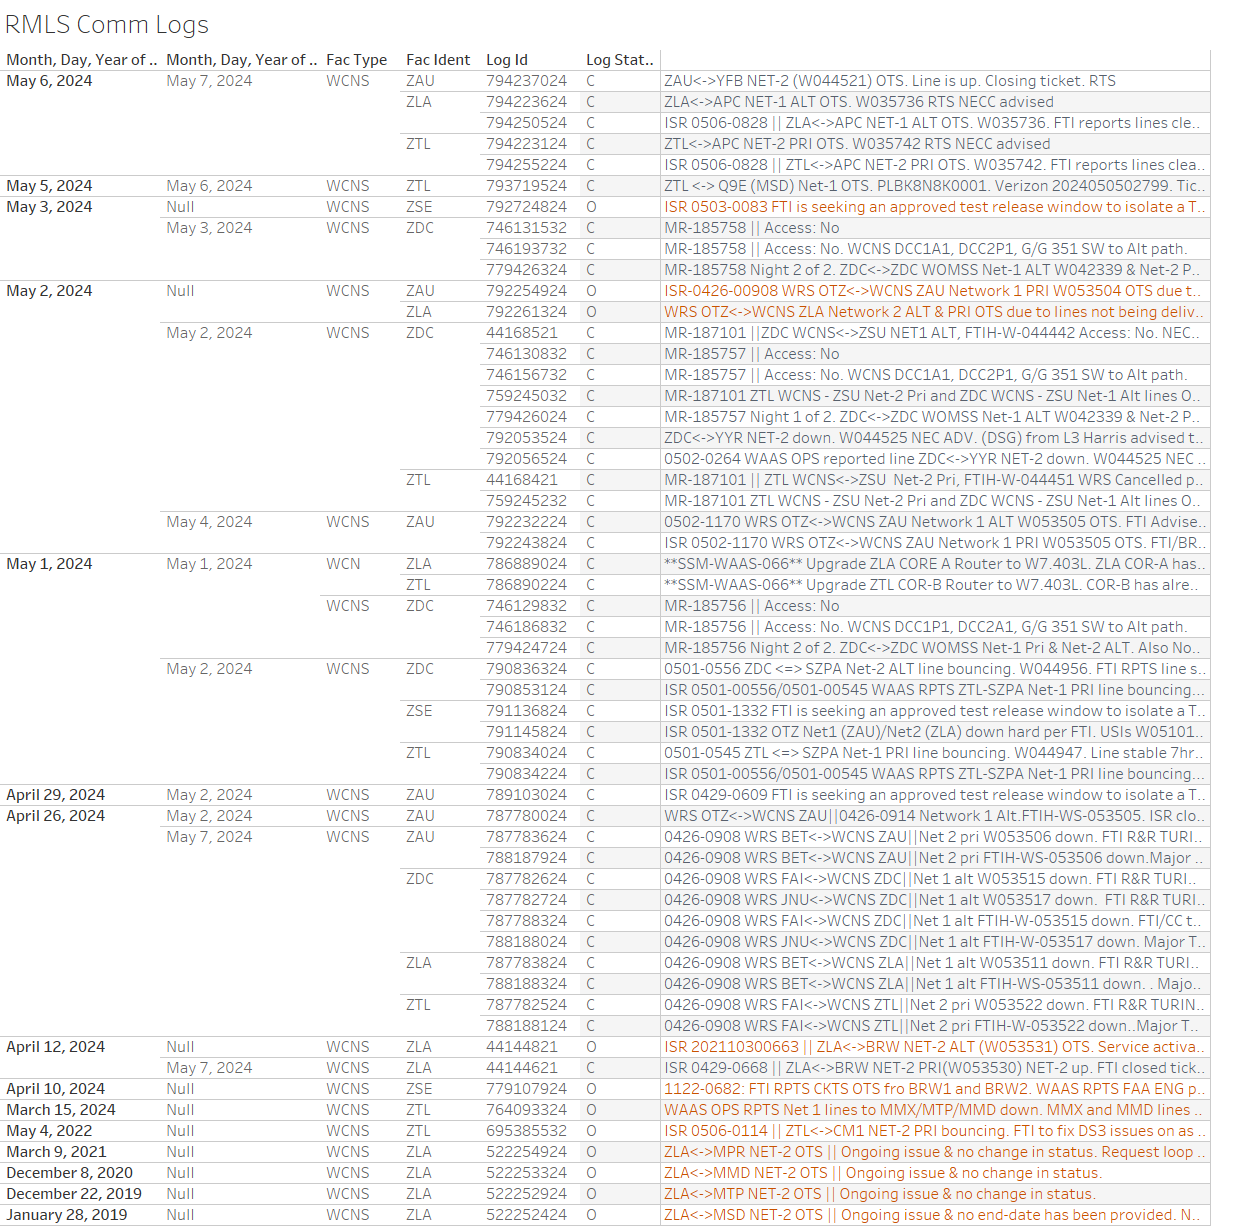 RMLS Comm Logs
Month, Day, Year of .. Month, Day, Year of .. Fac Type Fac Ident Log Id Log Stat..
May 6, 2024 May 7, 2024 WCNS ZAU 794237024 C ZAU<->YFB NET-2 (W044521) OTS. Line is up. Closing ticket. RTS
ZLA 794223624 C ZLA<->APC NET-1 ALT OTS. W035736 RTS NECC advised
794250524 C ISR 0506-0828 || ZLA<->APC NET-1 ALT OTS. W035736. FTI reports lines cle..
ZTL 794223124 C ZTL<->APC NET-2 PRI OTS. W035742 RTS NECC advised
794255224 C ISR 0506-0828 || ZTL<->APC NET-2 PRI OTS. W035742. FTI reports lines clea..
May 5, 2024 May 6, 2024 WCNS ZTL 793719524 C ZTL <-> Q9E (MSD) Net-1 OTS. PLBK8N8K0001. Verizon 2024050502799. Tic..
May 3, 2024 Null WCNS ZSE 792724824 O ISR 0503-0083 FTI is seeking an approved test release window to isolate a T..
May 3, 2024 WCNS ZDC 746131532 C MR-185758 || Access: No
746193732 C MR-185758 || Access: No. WCNS DCC1A1, DCC2P1, G/G 351 SW to Alt path.
779426324 C MR-185758 Night 2 of 2. ZDC<->ZDC WOMSS Net-1 ALT W042339 & Net-2 P..
May 2, 2024 Null WCNS ZAU 792254924 O ISR-0426-00908 WRS OTZ<->WCNS ZAU Network 1 PRI W053504 OTS due t..
ZLA 792261324 O WRS OTZ<->WCNS ZLA Network 2 ALT & PRI OTS due to lines not being deliv..
May 2, 2024 WCNS ZDC 44168521 C MR-187101 ||ZDC WCNS<->ZSU NET1 ALT, FTIH-W-044442 Access: No. NEC..
746130832 C MR-185757 || Access: No
746156732 C MR-185757 || Access: No. WCNS DCC1A1, DCC2P1, G/G 351 SW to Alt path.
759245032 C MR-187101 ZTL WCNS - ZSU Net-2 Pri and ZDC WCNS - ZSU Net-1 Alt lines O..
779426024 C MR-185757 Night 1 of 2. ZDC<->ZDC WOMSS Net-1 ALT W042339 & Net-2 P..
792053524 C ZDC<->YYR NET-2 down. W044525 NEC ADV. (DSG) from L3 Harris advised t..
792056524 C 0502-0264 WAAS OPS reported line ZDC<->YYR NET-2 down. W044525 NEC ..
ZTL 44168421 C MR-187101 || ZTL WCNS<->ZSU  Net-2 Pri, FTIH-W-044451 WRS Cancelled p..
759245232 C MR-187101 ZTL WCNS - ZSU Net-2 Pri and ZDC WCNS - ZSU Net-1 Alt lines O..
May 4, 2024 WCNS ZAU 792232224 C 0502-1170 WRS OTZ<->WCNS ZAU Network 1 ALT W053505 OTS. FTI Advise..
792243824 C ISR 0502-1170 WRS OTZ<->WCNS ZAU Network 1 PRI W053505 OTS. FTI/BR..
May 1, 2024 May 1, 2024 WCN ZLA 786889024 C **SSM-WAAS-066** Upgrade ZLA CORE A Router to W7.403L. ZLA COR-A has..
ZTL 786890224 C **SSM-WAAS-066** Upgrade ZTL COR-B Router to W7.403L. COR-B has alre..
WCNS ZDC 746129832 C MR-185756 || Access: No
746186832 C MR-185756 || Access: No. WCNS DCC1P1, DCC2A1, G/G 351 SW to Alt path.
779424724 C MR-185756 Night 2 of 2. ZDC<->ZDC WOMSS Net-1 Pri & Net-2 ALT. Also No..
May 2, 2024 WCNS ZDC 790836324 C 0501-0556 ZDC <=> SZPA Net-2 ALT line bouncing. W044956. FTI RPTS line s..
790853124 C ISR 0501-00556/0501-00545 WAAS RPTS ZTL-SZPA Net-1 PRI line bouncing...
ZSE 791136824 C ISR 0501-1332 FTI is seeking an approved test release window to isolate a T..
791145824 C ISR 0501-1332 OTZ Net1 (ZAU)/Net2 (ZLA) down hard per FTI. USIs W05101..
ZTL 790834024 C 0501-0545 ZTL <=> SZPA Net-1 PRI line bouncing. W044947. Line stable 7hr..
790834224 C ISR 0501-00556/0501-00545 WAAS RPTS ZTL-SZPA Net-1 PRI line bouncing...
April 29, 2024 May 2, 2024 WCNS ZAU 789103024 C ISR 0429-0609 FTI is seeking an approved test release window to isolate a T..
April 26, 2024 May 2, 2024 WCNS ZAU 787780024 C WRS OTZ<->WCNS ZAU||0426-0914 Network 1 Alt.FTIH-WS-053505. ISR clo..
May 7, 2024 WCNS ZAU 787783624 C 0426-0908 WRS BET<->WCNS ZAU||Net 2 pri W053506 down. FTI R&R TURI..
788187924 C 0426-0908 WRS BET<->WCNS ZAU||Net 2 pri FTIH-WS-053506 down.Major ..
ZDC 787782624 C 0426-0908 WRS FAI<->WCNS ZDC||Net 1 alt W053515 down. FTI R&R TURI..
787782724 C 0426-0908 WRS JNU<->WCNS ZDC||Net 1 alt W053517 down.  FTI R&R TURI..
787788324 C 0426-0908 WRS FAI<->WCNS ZDC||Net 1 alt FTIH-W-053515 down. FTI/CC t..
788188024 C 0426-0908 WRS JNU<->WCNS ZDC||Net 1 alt FTIH-W-053517 down. Major T..
ZLA 787783824 C 0426-0908 WRS BET<->WCNS ZLA||Net 1 alt W053511 down. FTI R&R TURI..
788188324 C 0426-0908 WRS BET<->WCNS ZLA||Net 1 alt FTIH-WS-053511 down. . Majo..
ZTL 787782524 C 0426-0908 WRS FAI<->WCNS ZTL||Net 2 pri W053522 down. FTI R&R TURIN..
788188124 C 0426-0908 WRS FAI<->WCNS ZTL||Net 2 pri FTIH-W-053522 down..Major T..
April 12, 2024 Null WCNS ZLA 44144821 O ISR 202110300663 || ZLA<->BRW NET-2 ALT (W053531) OTS. Service activa..
May 7, 2024 WCNS ZLA 44144621 C ISR 0429-0668 || ZLA<->BRW NET-2 PRI(W053530) NET-2 up. FTI closed tick..
April 10, 2024 Null WCNS ZSE 779107924 O 1122-0682: FTI RPTS CKTS OTS fro BRW1 and BRW2. WAAS RPTS FAA ENG p..
March 15, 2024 Null WCNS ZTL 764093324 O WAAS OPS RPTS Net 1 lines to MMX/MTP/MMD down. MMX and MMD lines ..
May 4, 2022 Null WCNS ZTL 695385532 O ISR 0506-0114 || ZTL<->CM1 NET-2 PRI bouncing. FTI to fix DS3 issues on as ..
March 9, 2021 Null WCNS ZLA 522254924 O ZLA<->MPR NET-2 OTS || Ongoing issue & no change in status. Request loop ..
December 8, 2020 Null WCNS ZLA 522253324 O ZLA<->MMD NET-2 OTS || Ongoing issue & no change in status.
December 22, 2019 Null WCNS ZLA 522252924 O ZLA<->MTP NET-2 OTS || Ongoing issue & no change in status.
January 28, 2019 Null WCNS ZLA 522252424 O ZLA<->MSD NET-2 OTS || Ongoing issue & no end-date has been provided. N..